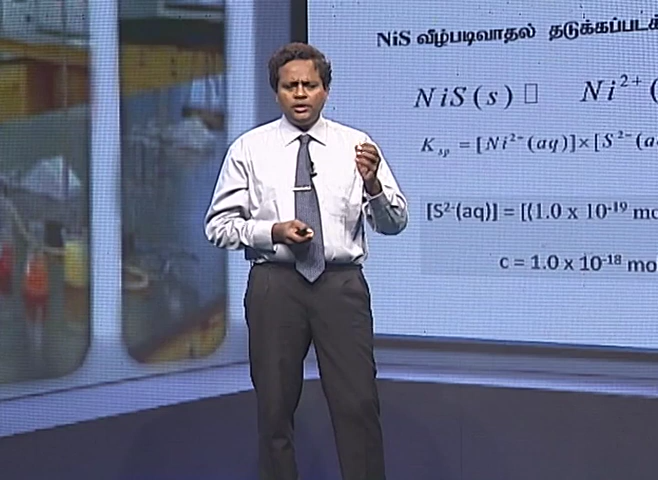 NiS வீழ்படிவாதல் தடுக்கப்படக்
NiS(s) Ni²⁺(
Kₛₚ = [Ni²⁺(aq)]×[S²⁻(a
[S²⁻(aq)] = [(1.0 x 10⁻¹⁹ mo
c = 1.0 x 10⁻¹⁸ mo